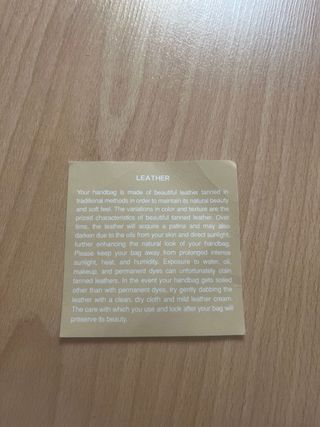 LEATHER
Your handbag is made of beautiful leather tanned in
traditional methods in order to maintain its natural beauty
and soft feel. The variations in color and texture are the
prized characteristics of beautiful tanned leather. Over
time, the leather will acquire a patina and may also
darken due to the oils from your skin and direct sunlight,
further enhancing the natural look of your handbag.
Please keep your bag away from prolonged intense
sunlight, heat, and humidity. Exposure to water, oil,
makeup, and permanent dyes can unfortunately stain
tanned leathers. In the event your handbag gets soiled
other than with permanent dyes, try gently dabbing the
leather with a clean, dry cloth and mild leather cream.
The care with which you use and look after your bag will
preserve its beauty.